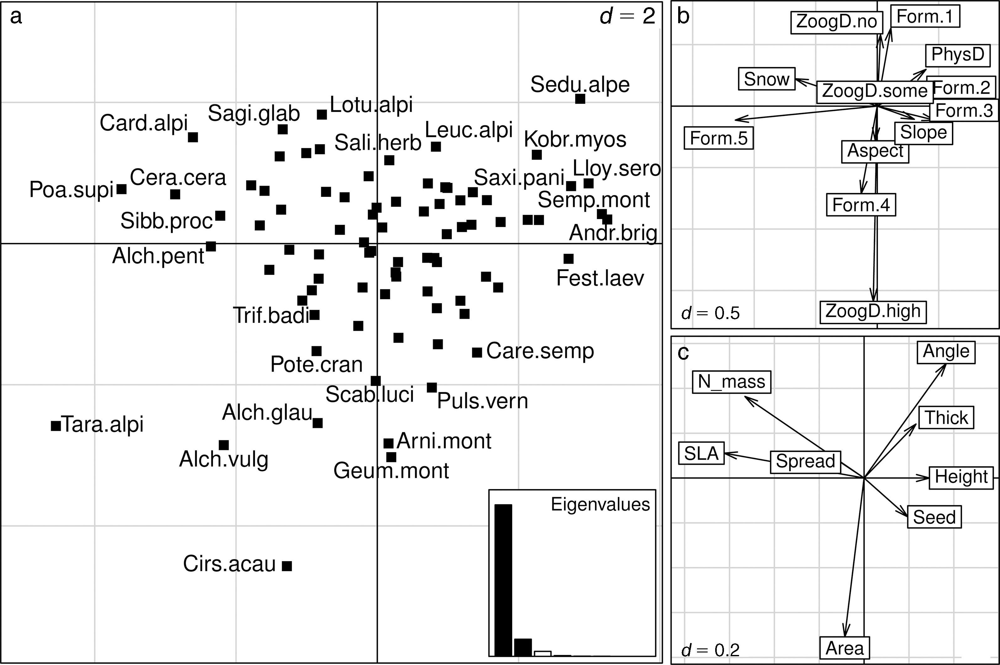 a
d = 2
Sedu.alpe
Lotu.alpi
Sagi.glab
Card.alpi
Leuc.alpi
Sali.herb
Kobr.myos
Lloy.sero
Cera.cera
Saxi.pani
Poa.supi
Semp.mont
Sibb.proc
Andr.brig
Alch.pent
Fest.laev
Trif.badi
Care.semp
Pote.cran
Scab.luci
Puls.vern
Alch.glau
Tara.alpi
Arni.mont
Alch.vulg
Geum.mont
Eigenvalues
Cirs.acau
b
ZoogD.no
Form.1
PhysD
Snow
Form.2
ZoogD.some
Form.3
Form.5
Slope
Aspect
Form.4
ZoogD.high
d = 0.5
c
Angle
N_mass
Thick
SLA
Spread
Height
Seed
Area
d = 0.2